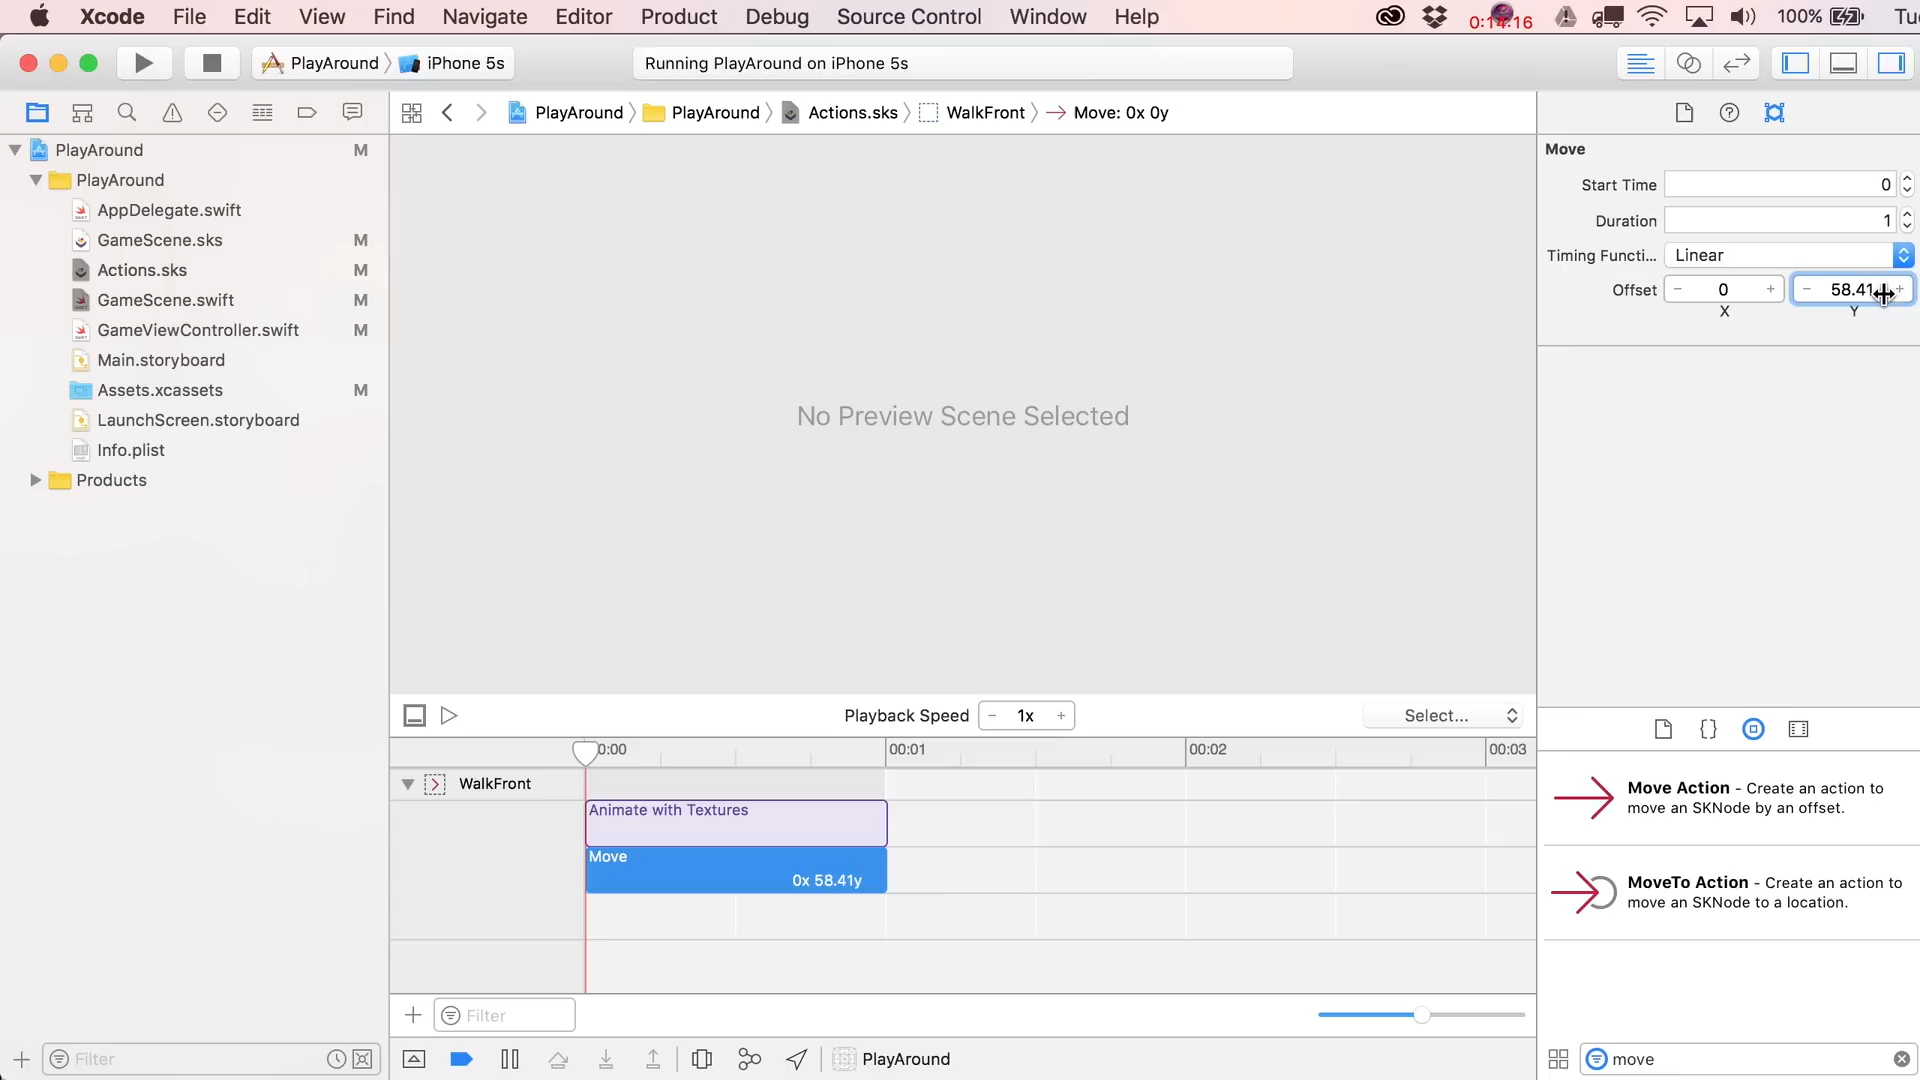 Xcode File Edit View Find Navigate Editor Product Debug Source Control Window Help 0:14:16 100%
PlayAround iPhone 5s Running PlayAround on iPhone 5s
PlayAround PlayAround Actions.sks WalkFront Move: 0x 0y
PlayAround M
PlayAround
AppDelegate.swift
GameScene.sks M
Actions.sks M
GameScene.swift M
GameViewController.swift M
Main.storyboard
Assets.xcassets M
LaunchScreen.storyboard
Info.plist
Products
No Preview Scene Selected
Move
Start Time 0
Duration 1
Timing Functi... Linear
Offset - 0 + - 58.41 +
X Y
Playback Speed - 1x + Select...
0:00 00:01 00:02 00:03
WalkFront
Animate with Textures
Move
0x 58.41y
Move Action - Create an action to
move an SKNode by an offset.
MoveTo Action - Create an action to
move an SKNode to a location.
Filter
Filter
PlayAround
move